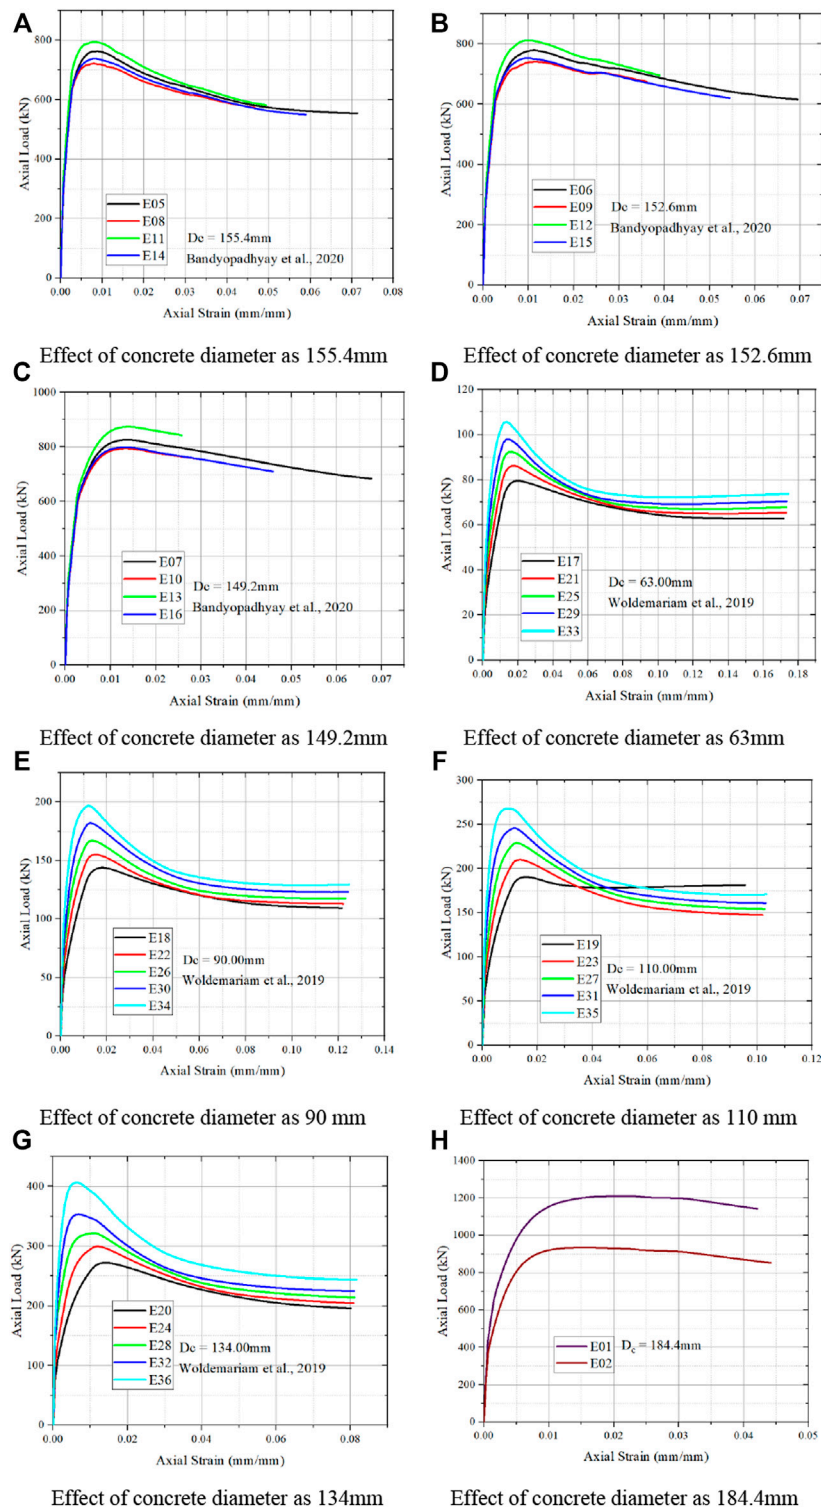 A
Axial Load (kN)
800
600
400
200
0
E05
E08
E11
E14
Dc = 155.4mm
Bandyopadhyay et al., 2020
0.00 0.01 0.02 0.03 0.04 0.05 0.06 0.07 0.08
Axial Strain (mm/mm)
Effect of concrete diameter as 155.4mm
B
Axial Load (kN)
800
600
400
200
0
E06
E09
E12
E15
Dc = 152.6mm
Bandyopadhyay et al., 2020
0.00 0.01 0.02 0.03 0.04 0.05 0.06 0.07
Axial Strain (mm/mm)
Effect of concrete diameter as 152.6mm
C
Axial Load (kN)
1000
800
600
400
200
0
E07
E10
E13
E16
Dc = 149.2mm
Bandyopadhyay et al., 2020
0.00 0.01 0.02 0.03 0.04 0.05 0.06 0.07
Axial Strain (mm/mm)
Effect of concrete diameter as 149.2mm
D
Axial Load (kN)
120
100
80
60
40
20
0
E17
E21
E25
E29
E33
Dc = 63.00mm
Woldemariam et al., 2019
0.00 0.02 0.04 0.06 0.08 0.10 0.12 0.14 0.16 0.18
Axial Strain (mm/mm)
Effect of concrete diameter as 63mm
E
Axial Load (kN)
200
150
100
50
0
E18
E22
E26
E30
E34
Dc = 90.00mm
Woldemariam et al., 2019
0.00 0.02 0.04 0.06 0.08 0.10 0.12 0.14
Axial Strain (mm/mm)
Effect of concrete diameter as 90 mm
F
Axial Load (kN)
300
250
200
150
100
50
0
E19
E23
E27
E31
E35
Dc = 110.00mm
Woldemariam et al., 2019
0.00 0.02 0.04 0.06 0.08 0.10 0.12
Axial Strain (mm/mm)
Effect of concrete diameter as 110 mm
G
Axial Load (kN)
400
300
200
100
0
E20
E24
E28
E32
E36
Dc = 134.00mm
Woldemariam et al., 2019
0.00 0.02 0.04 0.06 0.08
Axial Strain (mm/mm)
Effect of concrete diameter as 134mm
H
Axial Load (kN)
1400
1200
1000
800
600
400
200
0
E01
E02
Dc = 184.4mm
0.00 0.01 0.02 0.03 0.04 0.05
Axial Strain (mm/mm)
Effect of concrete diameter as 184.4mm